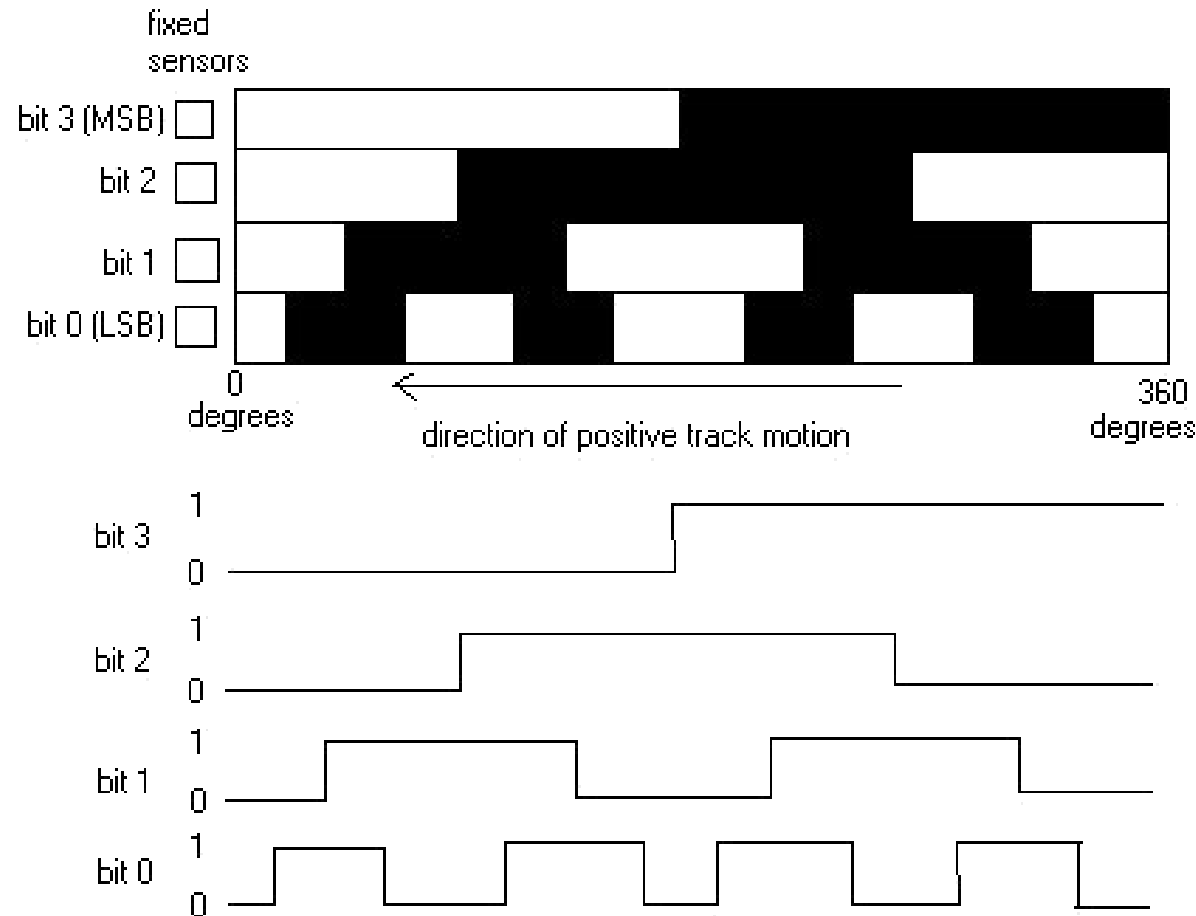 fixed
sensors
bit 3 (MSB)
bit 2
bit 1
bit 0 (LSB)
0
degrees
360
degrees
direction of positive track motion
1
bit 3
0
1
bit 2
0
1
bit 1
0
1
bit 0
0